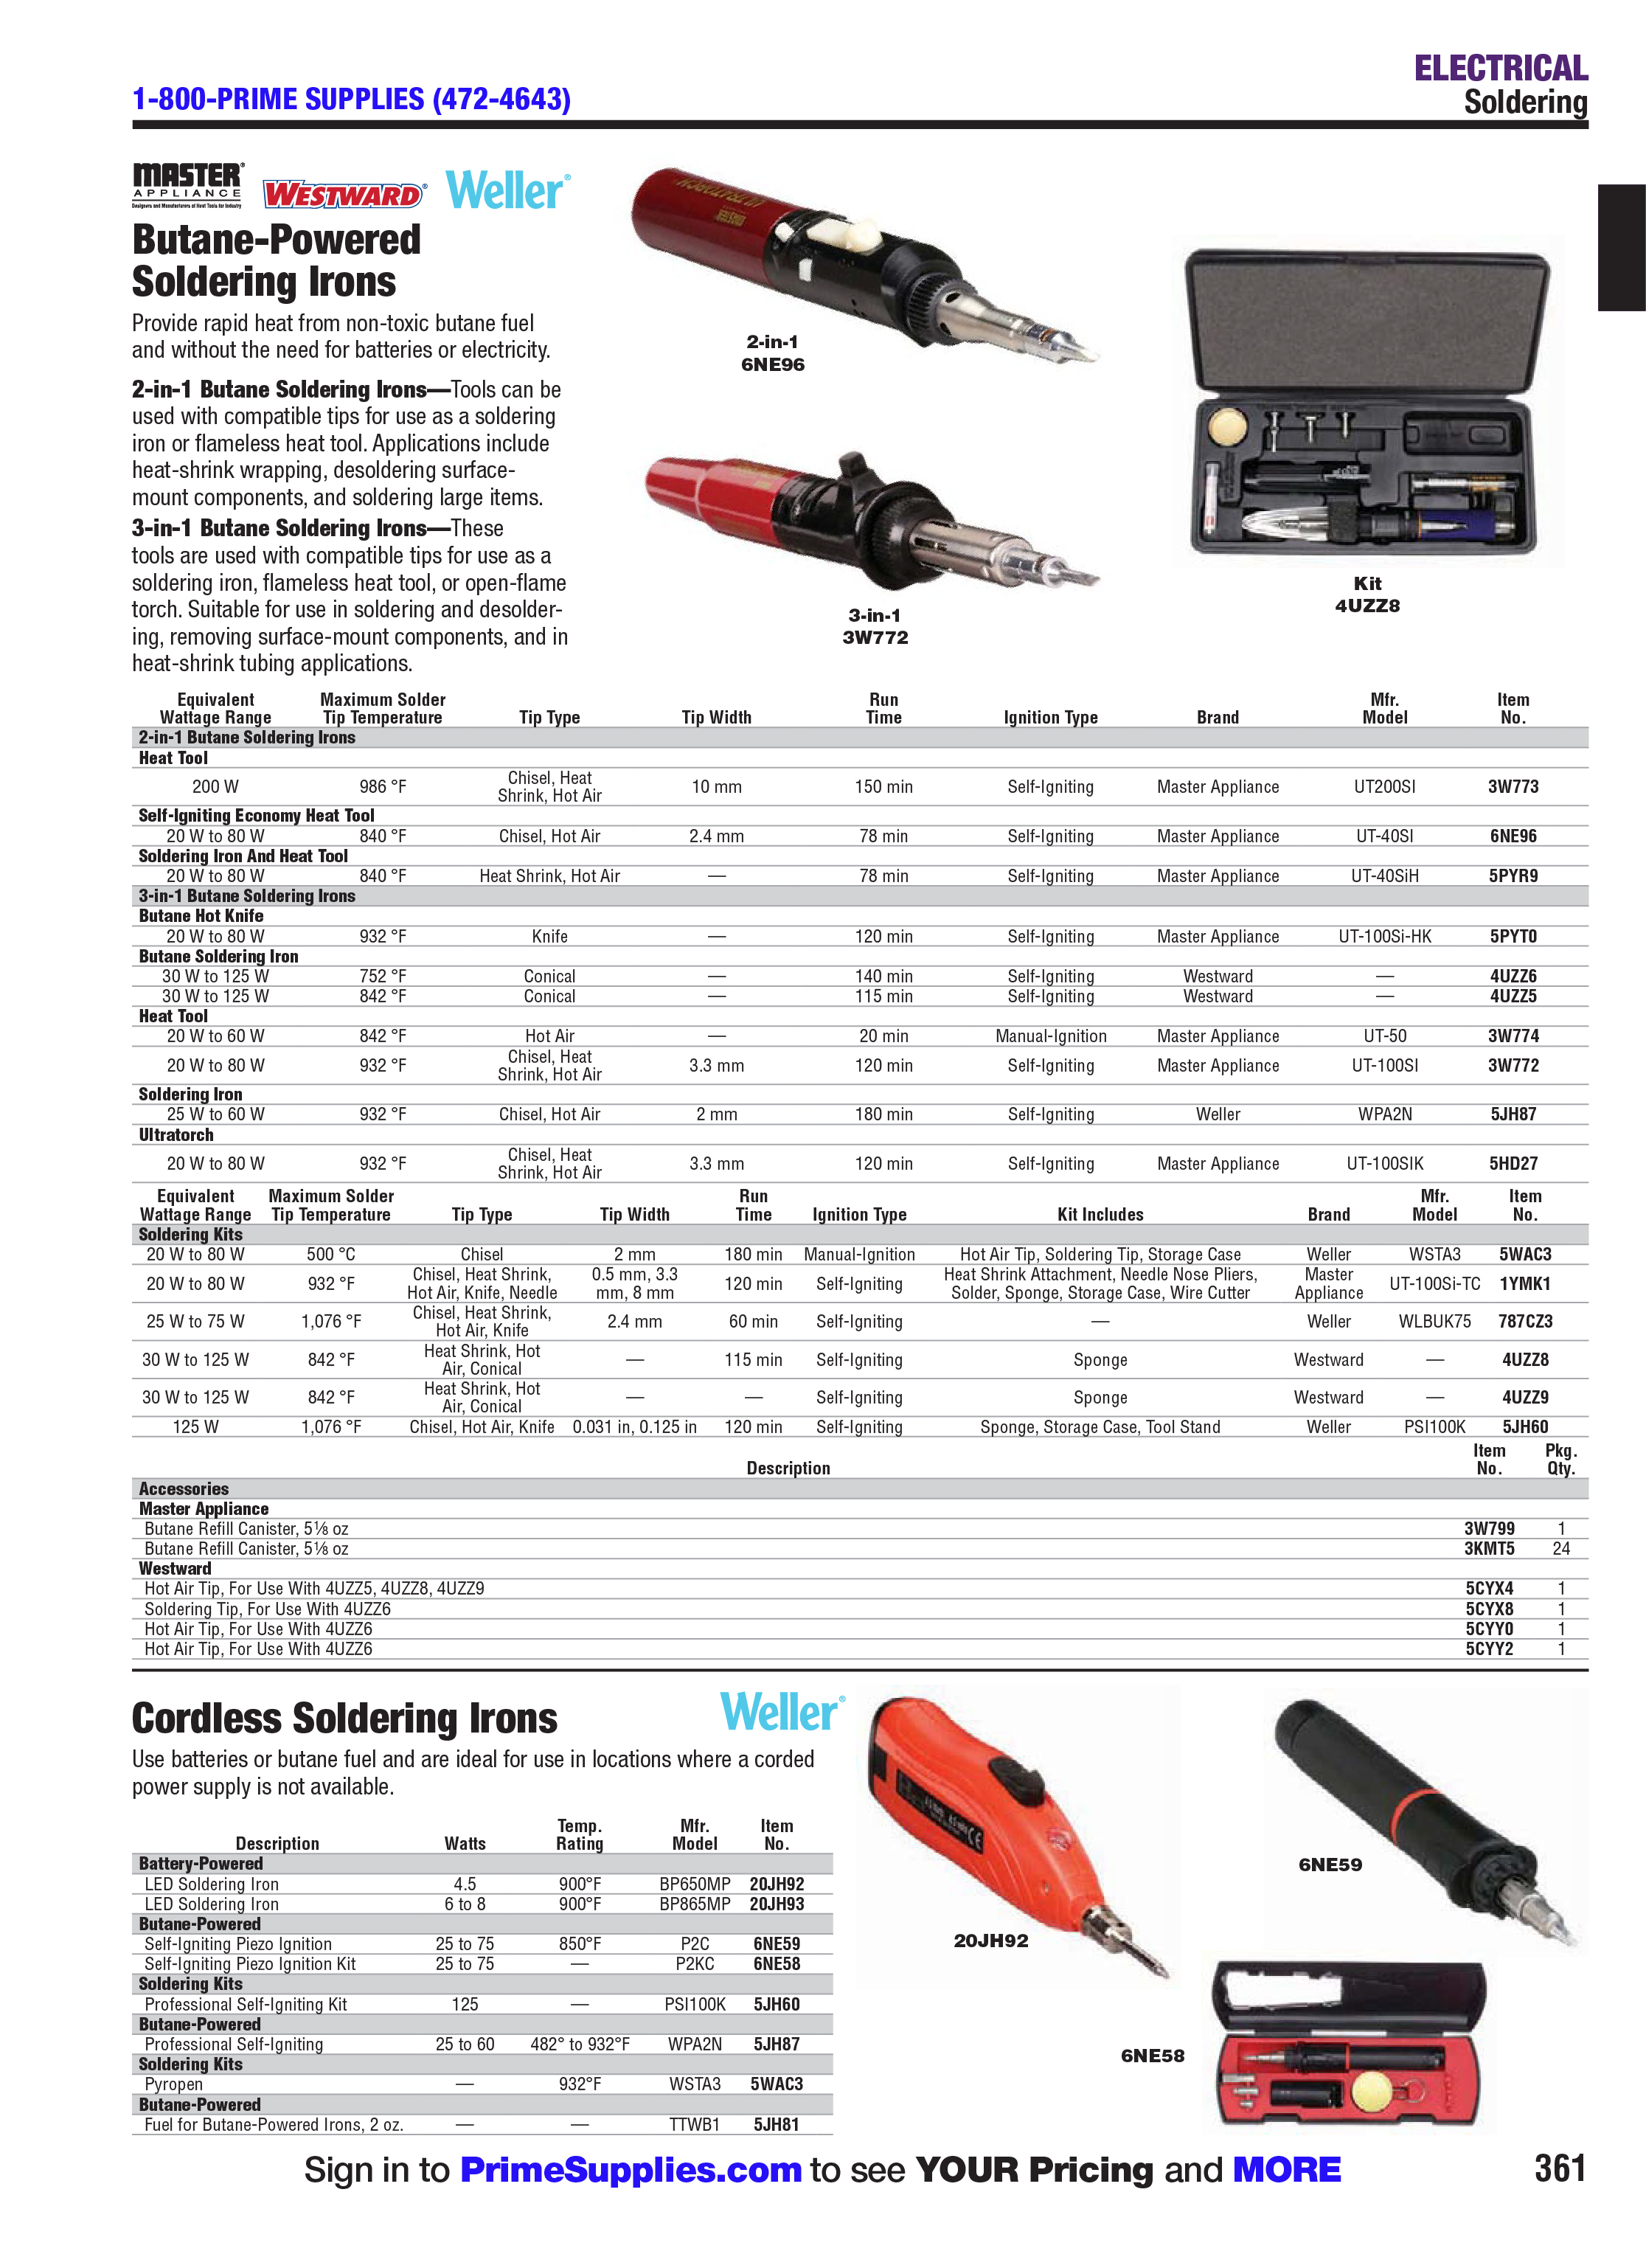 1-800-PRIME SUPPLIES (472-4643)
ELECTRICAL
Soldering
MASTER®
APPLIANCE
Designers and Manufacturers of Heat Tools for Industry
WESTWARD®
Weller®
Butane-Powered
Soldering Irons
Provide rapid heat from non-toxic butane fuel
and without the need for batteries or electricity.
2-in-1 Butane Soldering Irons—Tools can be
used with compatible tips for use as a soldering
iron or flameless heat tool. Applications include
heat-shrink wrapping, desoldering surface-
mount components, and soldering large items.
3-in-1 Butane Soldering Irons—These
tools are used with compatible tips for use as a
soldering iron, flameless heat tool, or open-flame
torch. Suitable for use in soldering and desolder-
ing, removing surface-mount components, and in
heat-shrink tubing applications.
2-in-1
6NE96
3-in-1
3W772
Kit
4UZZ8
Equivalent Wattage Range Maximum Solder Tip Temperature Tip Type Tip Width Run Time Ignition Type Brand Mfr. Model Item No.
2-in-1 Butane Soldering Irons
Heat Tool
200 W 986 °F Chisel, Heat Shrink, Hot Air 10 mm 150 min Self-Igniting Master Appliance UT200SI 3W773
Self-Igniting Economy Heat Tool
20 W to 80 W 840 °F Chisel, Hot Air 2.4 mm 78 min Self-Igniting Master Appliance UT-40SI 6NE96
Soldering Iron And Heat Tool
20 W to 80 W 840 °F Heat Shrink, Hot Air — 78 min Self-Igniting Master Appliance UT-40SiH 5PYR9
3-in-1 Butane Soldering Irons
Butane Hot Knife
20 W to 80 W 932 °F Knife — 120 min Self-Igniting Master Appliance UT-100Si-HK 5PYT0
Butane Soldering Iron
30 W to 125 W 752 °F Conical — 140 min Self-Igniting Westward — 4UZZ6
30 W to 125 W 842 °F Conical — 115 min Self-Igniting Westward — 4UZZ5
Heat Tool
20 W to 60 W 842 °F Hot Air — 20 min Manual-Ignition Master Appliance UT-50 3W774
20 W to 80 W 932 °F Chisel, Heat Shrink, Hot Air 3.3 mm 120 min Self-Igniting Master Appliance UT-100SI 3W772
Soldering Iron
25 W to 60 W 932 °F Chisel, Hot Air 2 mm 180 min Self-Igniting Weller WPA2N 5JH87
Ultratorch
20 W to 80 W 932 °F Chisel, Heat Shrink, Hot Air 3.3 mm 120 min Self-Igniting Master Appliance UT-100SIK 5HD27
Equivalent Wattage Range Maximum Solder Tip Temperature Tip Type Tip Width Run Time Ignition Type Kit Includes Brand Mfr. Model Item No.
Soldering Kits
20 W to 80 W 500 °C Chisel 2 mm 180 min Manual-Ignition Hot Air Tip, Soldering Tip, Storage Case Weller WSTA3 5WAC3
20 W to 80 W 932 °F Chisel, Heat Shrink, Hot Air, Knife, Needle 0.5 mm, 3.3 mm, 8 mm 120 min Self-Igniting Heat Shrink Attachment, Needle Nose Pliers, Solder, Sponge, Storage Case, Wire Cutter Master Appliance UT-100Si-TC 1YMK1
25 W to 75 W 1,076 °F Chisel, Heat Shrink, Hot Air, Knife 2.4 mm 60 min Self-Igniting — Weller WLBUK75 787CZ3
30 W to 125 W 842 °F Heat Shrink, Hot Air, Conical — 115 min Self-Igniting Sponge Westward — 4UZZ8
30 W to 125 W 842 °F Heat Shrink, Hot Air, Conical — — Self-Igniting Sponge Westward — 4UZZ9
125 W 1,076 °F Chisel, Hot Air, Knife 0.031 in, 0.125 in 120 min Self-Igniting Sponge, Storage Case, Tool Stand Weller PSI100K 5JH60
Description Item No. Pkg. Qty.
Accessories
Master Appliance
Butane Refill Canister, 5⅛ oz 3W799 1
Butane Refill Canister, 5⅛ oz 3KMT5 24
Westward
Hot Air Tip, For Use With 4UZZ5, 4UZZ8, 4UZZ9 5CYX4 1
Soldering Tip, For Use With 4UZZ6 5CYX8 1
Hot Air Tip, For Use With 4UZZ6 5CYY0 1
Hot Air Tip, For Use With 4UZZ6 5CYY2 1
Cordless Soldering Irons
Weller®
Use batteries or butane fuel and are ideal for use in locations where a corded
power supply is not available.
Description Watts Temp. Rating Mfr. Model Item No.
Battery-Powered
LED Soldering Iron 4.5 900°F BP650MP 20JH92
LED Soldering Iron 6 to 8 900°F BP865MP 20JH93
Butane-Powered
Self-Igniting Piezo Ignition 25 to 75 850°F P2C 6NE59
Self-Igniting Piezo Ignition Kit 25 to 75 — P2KC 6NE58
Soldering Kits
Professional Self-Igniting Kit 125 — PSI100K 5JH60
Butane-Powered
Professional Self-Igniting 25 to 60 482° to 932°F WPA2N 5JH87
Soldering Kits
Pyropen — 932°F WSTA3 5WAC3
Butane-Powered
Fuel for Butane-Powered Irons, 2 oz. — — TTWB1 5JH81
20JH92
6NE59
6NE58
Sign in to PrimeSupplies.com to see YOUR Pricing and MORE
361